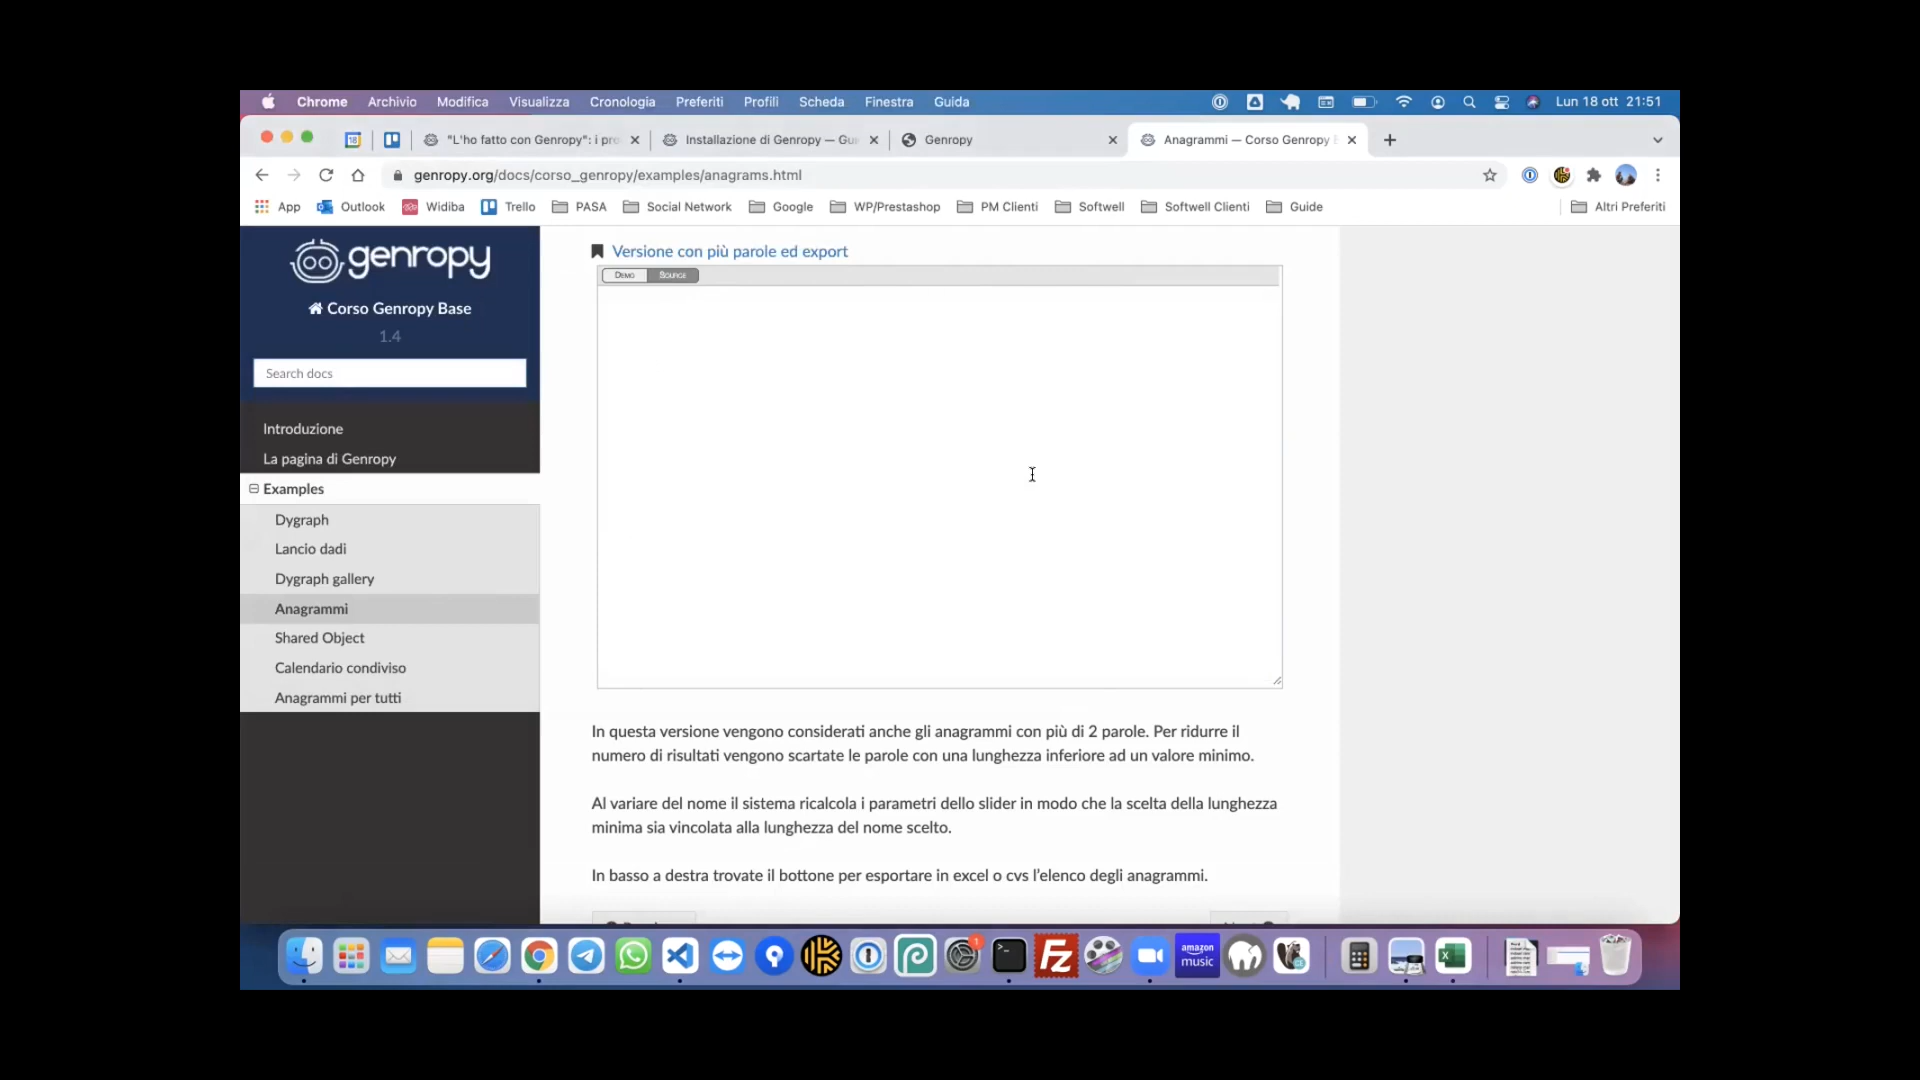 Chrome Archivio Modifica Visualizza Cronologia Preferiti Profili Scheda Finestra Guida Lun 18 ott 21:51
"L'ho fatto con Genropy": i pro Installazione di Genropy — Gu Genropy Anagrammi — Corso Genropy
genropy.org/docs/corso_genropy/examples/anagrams.html
App Outlook Widiba Trello PASA Social Network Google WP/Prestashop PM Clienti Softwell Softwell Clienti Guide Altri Preferiti
genropy
Corso Genropy Base
1.4
Search docs
Introduzione
La pagina di Genropy
Examples
Dygraph
Lancio dadi
Dygraph gallery
Anagrammi
Shared Object
Calendario condiviso
Anagrammi per tutti
Versione con più parole ed export
Demo Source
In questa versione vengono considerati anche gli anagrammi con più di 2 parole. Per ridurre il
numero di risultati vengono scartate le parole con una lunghezza inferiore ad un valore minimo.
Al variare del nome il sistema ricalcola i parametri dello slider in modo che la scelta della lunghezza
minima sia vincolata alla lunghezza del nome scelto.
In basso a destra trovate il bottone per esportare in excel o cvs l'elenco degli anagrammi.
amazon
music